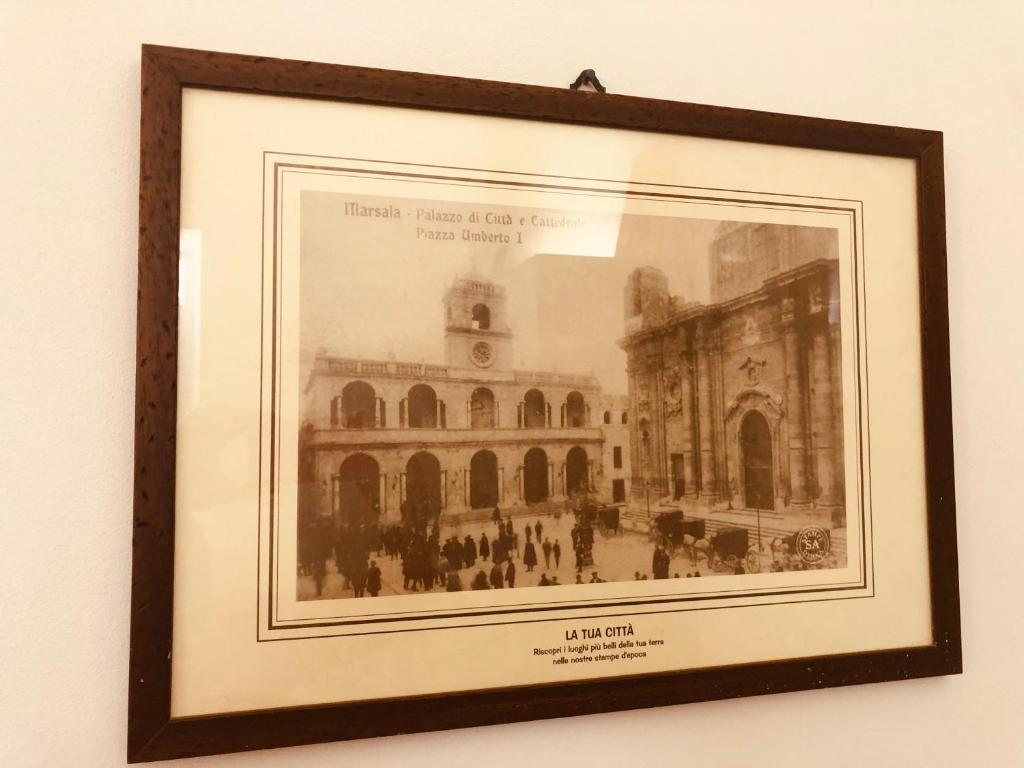 Marsala - Palazzo di Città e Cattedrale
Piazza Umberto I
SA
LA TUA CITTÀ
Riscopri i luoghi più belli della tua terra
nelle nostre stampe d'epoca